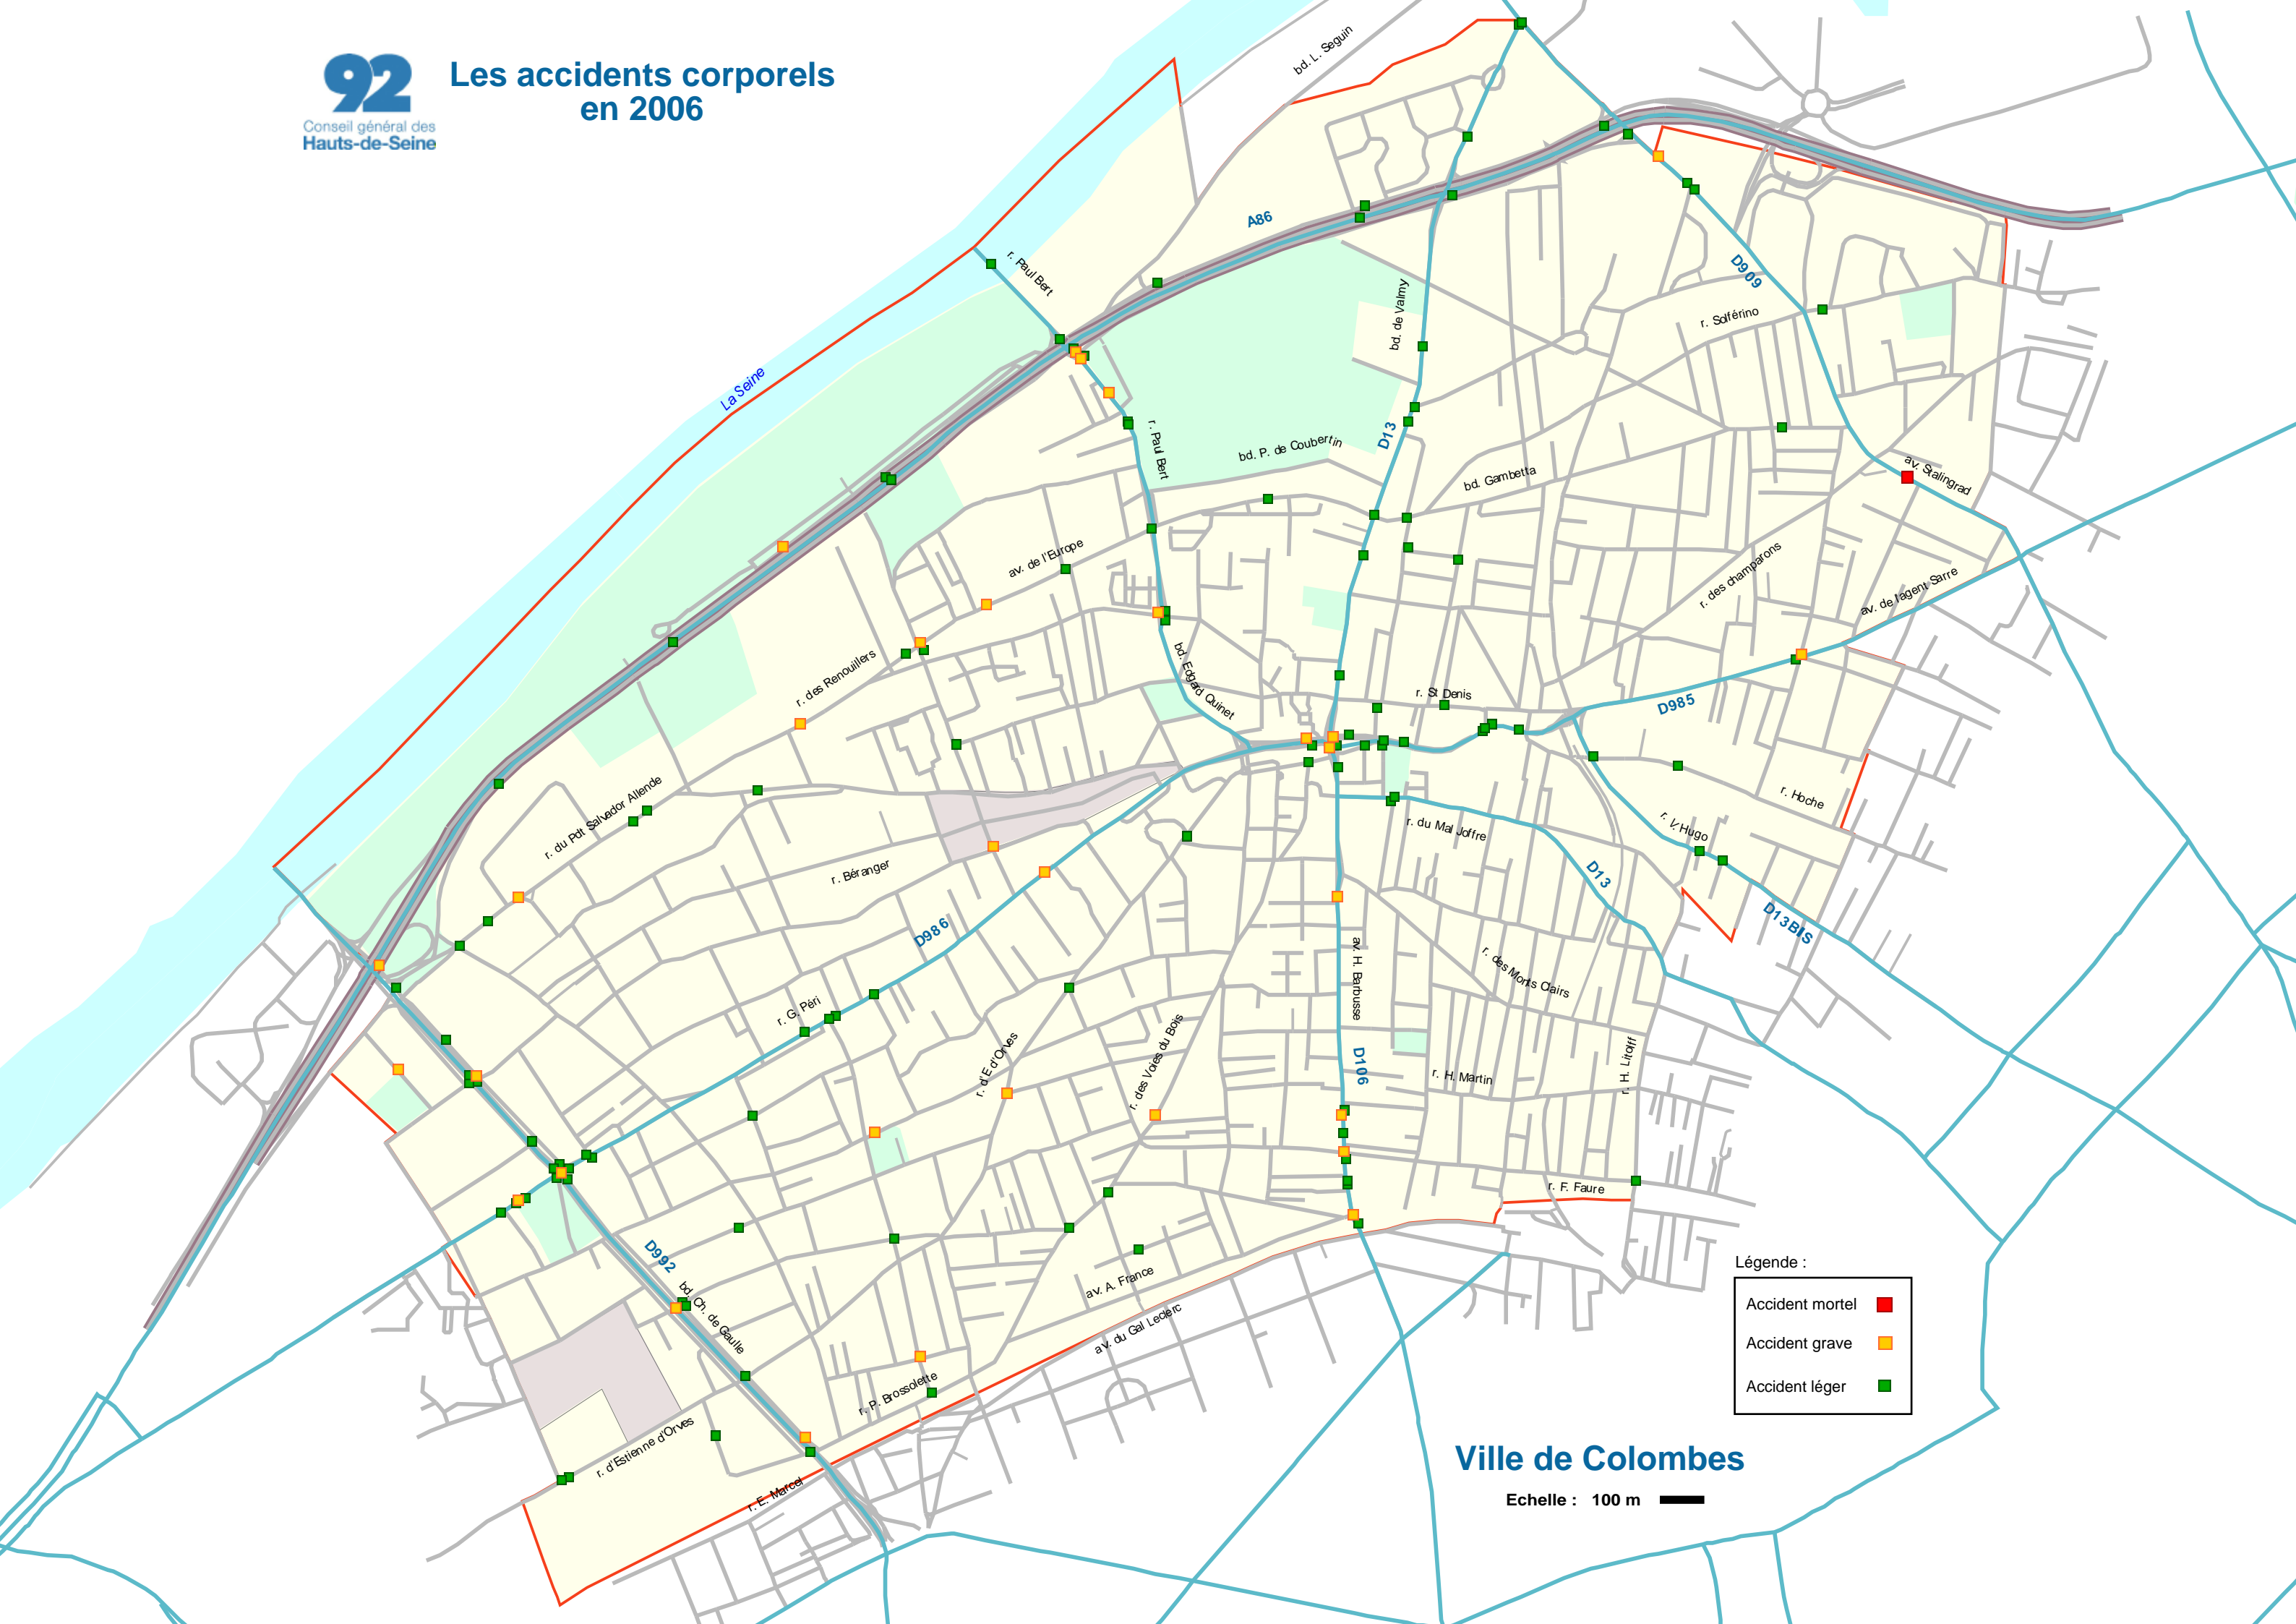 92
Conseil général des
Hauts-de-Seine
Les accidents corporels
en 2006
bd. L. Seguin
A86
r. Paul Bert
D909
r. Solférino
bd. de Valmy
La Seine
r. Paul Bert
bd. P. de Coubertin
D13
bd. Gambetta
av. Stalingrad
av. de l'Europe
r. des champarons
av. de l'agent Sarre
r. des Renouillers
bd. Edgard Quinet
r. St Denis
D985
r. du Pdt Salvador Allende
r. Hoche
r. V. Hugo
r. du Mal Joffre
r. Béranger
D13
D13BIS
D986
av. H. Barbusse
r. des Monts Clairs
r. G. Péri
r. d'E d'Orves
r. des Voies du Bois
D106
r. H. Martin
r. H. Litolff
r. F. Faure
D992
bd. Ch. de Gaulle
av. A. France
av. du Gal Leclerc
r. P. Brossolette
r. d'Estienne d'Orves
r. E. Marcel
Légende :
Accident mortel
Accident grave
Accident léger
Ville de Colombes
Echelle : 100 m